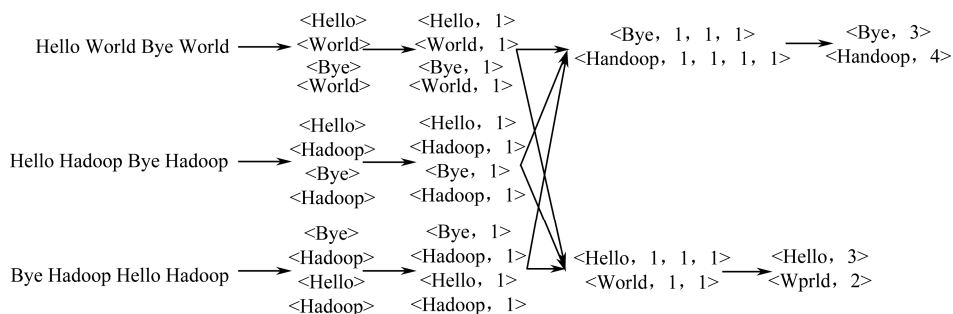 Hello World Bye World
<Hello>
<World>
<Bye>
<World>
<Hello， 1>
<World， 1>
<Bye， 1>
<World， 1>
<Bye， 1， 1， 1>
<Handoop， 1， 1， 1， 1>
<Bye， 3>
<Handoop， 4>
Hello Hadoop Bye Hadoop
<Hello>
<Hadoop>
<Bye>
<Hadoop>
<Hello， 1>
<Hadoop， 1>
<Bye， 1>
<Hadoop， 1>
Bye Hadoop Hello Hadoop
<Bye>
<Hadoop>
<Hello>
<Hadoop>
<Bye， 1>
<Hadoop， 1>
<Hello， 1>
<Hadoop， 1>
<Hello， 1， 1， 1>
<World， 1， 1>
<Hello， 3>
<Wprld， 2>